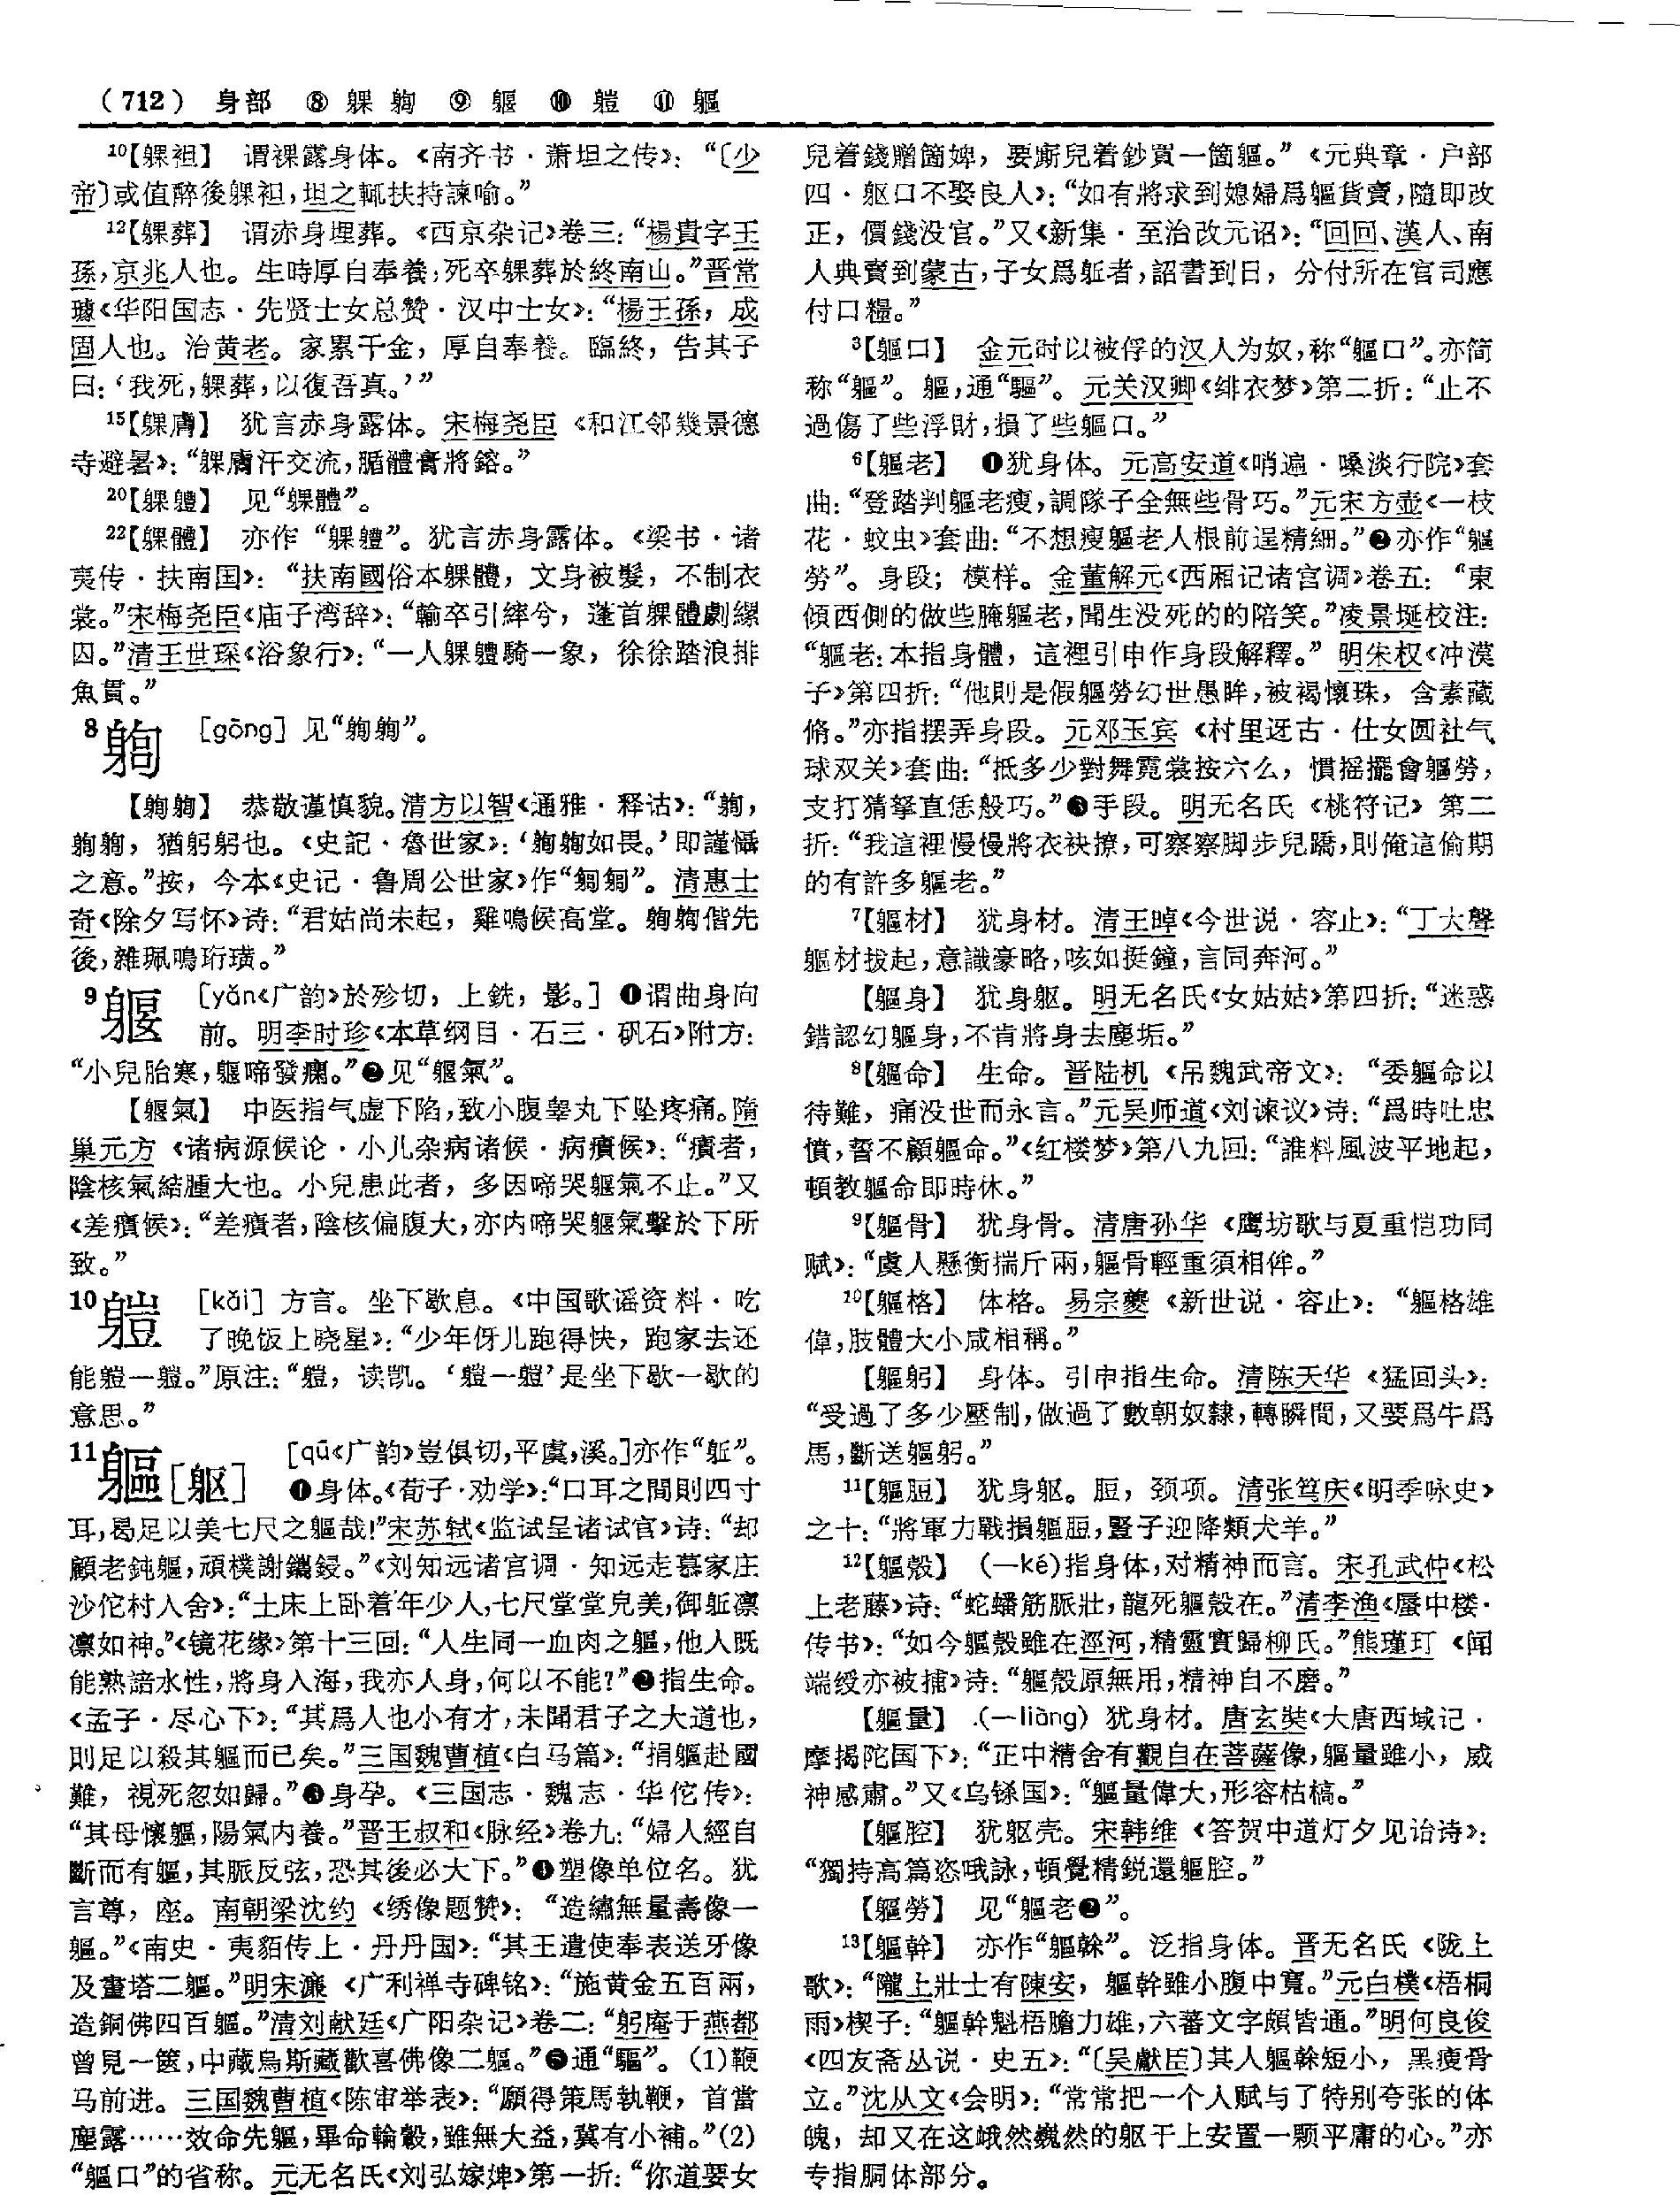 （712） 身部 ⑧ 躶 䠻 ⑨ 躽 ⑩ 䡁 ⑪ 軀
10【躶袒】 谓裸露身体。《南齐书·萧坦之传》：“〔少
帝〕或值醉後躶袒，坦之輒扶持諫喻。”
12【躶葬】 谓赤身埋葬。《西京杂记》卷三：“楊貴字王
孫，京兆人也。生時厚自奉養，死卒躶葬於終南山。”晋常
璩《华阳国志·先贤士女总赞·汉中士女》：“楊王孫，成
固人也。治黄老。家累千金，厚自奉養。臨終，告其子
曰：‘我死，躶葬，以復吾真。’”
15【躶膚】 犹言赤身露体。宋梅尧臣《和江邻幾景德
寺避暑》：“躶膚汗交流，腯體膏將鎔。”
20【躶軆】 见“躶體”。
22【躶體】 亦作“躶軆”。犹言赤身露体。《梁书·诸
夷传·扶南国》：“扶南國俗本躶體，文身被髮，不制衣
裳。”宋梅尧臣《庙子湾辞》：“輸卒引縴兮，蓬首躶體劇縲
囚。”清王世琛《浴象行》：“一人躶軆騎一象，徐徐踏浪排
魚貫。”
8 䠻 ［gōng］见“䠻䠻”。
【䠻䠻】 恭敬谨慎貌。清方以智《通雅·释诂》：“䠻，
䠻䠻，猶躬躬也。《史記·魯世家》：‘䠻䠻如畏。’即謹懾
之意。”按，今本《史记·鲁周公世家》作“匔匔”。清惠士
奇《除夕写怀》诗：“君姑尚未起，雞鳴候高堂。䠻䠻偕先
後，雜珮鳴珩璜。”
9 躽 ［yǎn《广韵》於殄切，上銑，影。］❶谓曲身向
前。明李时珍《本草纲目·石三·矾石》附方：
“小兒胎寒，軀啼發癇。”❷见“躽氣”。
【躽氣】 中医指气虚下陷，致小腹睾丸下坠疼痛。隋
巢元方《诸病源候论·小儿杂病诸候·病㿉候》：“㿉者，
陰核氣結腫大也。小兒患此者，多因啼哭躽氣不止。”又
《差㿉候》：“差㿉者，陰核偏腹大，亦内啼哭躽氣擊於下所
致。”
10 䡁 ［kǎi］方言。坐下歇息。《中国歌谣资料·吃
了晚饭上晓星》：“少年伢儿跑得快，跑家去还
能䡁一䡁。”原注：“䡁，读凯。‘䡁一䡁’是坐下歇一歇的
意思。”
11 軀［躯］ ［qū《广韵》豈俱切，平虞，溪。］亦作“䠶”。
❶身体。《荀子·劝学》：“口耳之間則四寸
耳，曷足以美七尺之軀哉！”宋苏轼《监试呈诸试官》诗：“却
顧老鈍軀，頑樸謝鐫鋟。”《刘知远诸宫调·知远走慕家庄
沙佗村入舍》：“土床上卧着年少人，七尺堂堂皃美，御凛
凛如神。”《镜花缘》第十三回：“人生同一血肉之軀，他人既
能熟諳水性，將身入海，我亦人身，何以不能？”❷指生命。
《孟子·尽心下》：“其爲人也小有才，未聞君子之大道也，
則足以殺其軀而已矣。”三国魏曹植《白马篇》：“捐軀赴國
難，視死忽如歸。”❸身孕。《三国志·魏志·华佗传》：
“其母懷軀，陽氣内養。”晋王叔和《脉经》卷九：“婦人經自
斷而有軀，其脈反弦，恐其後必大下。”❹塑像单位名。犹
言尊，座。南朝梁沈约《绣像题赞》：“造繡無量壽像一
軀。”《南史·夷貊传上·丹丹国》：“其王遣使奉表送牙像
及畫塔二軀。”明宋濂《广利禅寺碑铭》：“施黄金五百兩，
造銅佛四百軀。”清刘献廷《广阳杂记》卷二：“躬庵于燕都
曾見一篋，中藏烏斯藏歡喜佛像二軀。”❺通“驅”。（1）鞭
马前进。三国魏曹植《陈审举表》：“願得策馬執鞭，首當
塵露……效命先軀，畢命輪轂，雖無大益，冀有小補。”（2）
“軀口”的省称。元无名氏《刘弘嫁婢》第一折：“你道要女
兒着錢贈箇婢，要廝兒着鈔買一箇軀。”《元典章·户部
四·躯口不娶良人》：“如有將求到媳婦爲軀貨賣，隨即改
正，價錢没官。”又《新集·至治改元诏》：“回回、漢人、南
人典賣到蒙古，子女爲者，詔書到日，分付所在官司應
付口糧。”
3【軀口】 金元时以被俘的汉人为奴，称“軀口”。亦简
称“軀”。軀，通“驅”。元关汉卿《绯衣梦》第二折：“止不
過傷了些浮財，損了些軀口。”
6【軀老】 ❶犹身体。元高安道《哨遍·嗓淡行院》套
曲：“登踏判軀老瘦，調隊子全無些骨巧。”元宋方壶《一枝
花·蚊虫》套曲：“不想瘦軀老人根前逞精細。”❷亦作“軀
勞”。身段；模样。金董解元《西厢记诸宫调》卷五：“東
傾西側的做些腌軀老，聞生没死的的陪笑。”凌景埏校注：
“軀老：本指身體，這裡引申作身段解釋。”明朱权《冲漠
子》第四折：“他則是假軀勞幻世愚眸，被褐懷珠，含素藏
脩。”亦指摆弄身段。元邓玉宾《村里迓古·仕女圆社气
球双关》套曲：“抵多少對舞霓裳按六么，慣摇擺會軀勞，
支打猜拏直恁般巧。”❸手段。明无名氏《桃符记》第二
折：“我這裡慢慢將衣袂撩，可察察脚步兒蹻，則俺這偷期
的有許多軀老。”
7【軀材】 犹身材。清王晫《今世说·容止》：“丁大聲
軀材拔起，意識豪略，咳如挺鐘，言同奔河。”
【軀身】 犹身躯。明无名氏《女姑姑》第四折：“迷惑
錯認幻軀身，不肯將身去塵垢。”
8【軀命】 生命。晋陆机《吊魏武帝文》：“委軀命以
待難，痛没世而永言。”元吴师道《刘谏议》诗：“爲時吐忠
憤，誓不顧軀命。”《红楼梦》第八九回：“誰料風波平地起，
頓教軀命即時休。”
9【軀骨】 犹身骨。清唐孙华《鹰坊歌与夏重恺功同
赋》：“虞人懸衡揣斤兩，軀骨輕重須相侔。”
10【軀格】 体格。易宗夔《新世说·容止》：“軀格雄
偉，肢體大小咸相稱。”
【軀躬】 身体。引申指生命。清陈天华《猛回头》：
“受過了多少壓制，做過了數朝奴隸，轉瞬間，又要爲牛爲
馬，斷送軀躬。”
11【軀脰】 犹身躯。脰，颈项。清张笃庆《明季咏史》
之十：“將軍力戰損軀脰，豎子迎降類犬羊。”
12【軀殼】 （一ké）指身体，对精神而言。宋孔武仲《松
上老藤》诗：“蛇蟠筋脈壯，龍死軀殼在。”清李渔《蜃中楼·
传书》：“如今軀殼雖在涇河，精靈實歸柳氏。”熊瑾玎《闻
端绶亦被捕》诗：“軀殼原無用，精神自不磨。”
【軀量】 （一liàng）犹身材。唐玄奘《大唐西域记·
摩揭陀国下》：“正中精舍有觀自在菩薩像，軀量雖小，威
神感肅。”又《乌铩国》：“軀量偉大，形容枯槁。”
【軀腔】 犹躯壳。宋韩维《答贺中道灯夕见诒诗》：
“獨持高篇恣哦詠，頓覺精鋭還軀腔。”
【軀勞】 见“軀老❷”。
13【軀幹】 亦作“軀榦”。泛指身体。晋无名氏《陇上
歌》：“隴上壯士有陳安，軀幹雖小腹中寬。”元白樸《梧桐
雨》楔子：“軀幹魁梧膽力雄，六蕃文字頗皆通。”明何良俊
《四友斋丛说·史五》：“〔吴獻臣〕其人軀榦短小，黑瘦骨
立。”沈从文《会明》：“常常把一个人赋与了特别夸张的体
魄，却又在这峨然巍然的躯干上安置一颗平庸的心。”亦
专指胴体部分。